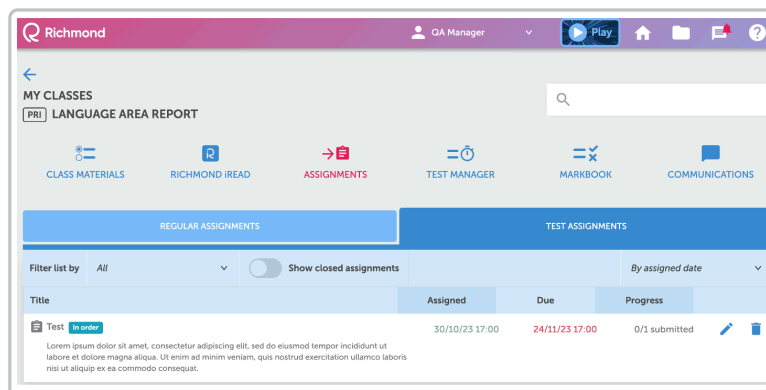 Richmond
QA Manager
Play
MY CLASSES
PRI LANGUAGE AREA REPORT
CLASS MATERIALS
RICHMOND iREAD
ASSIGNMENTS
TEST MANAGER
MARKBOOK
COMMUNICATIONS
REGULAR ASSIGNMENTS
TEST ASSIGNMENTS
Filter list by All Show closed assignments By assigned date
Title Assigned Due Progress
Test In order 30/10/23 17:00 24/11/23 17:00 0/1 submitted
Lorem ipsum dolor sit amet, consectetur adipiscing elit, sed do eiusmod tempor incididunt ut
labore et dolore magna aliqua. Ut enim ad minim veniam, quis nostrud exercitation ullamco laboris
nisi ut aliquip ex ea commodo consequat.